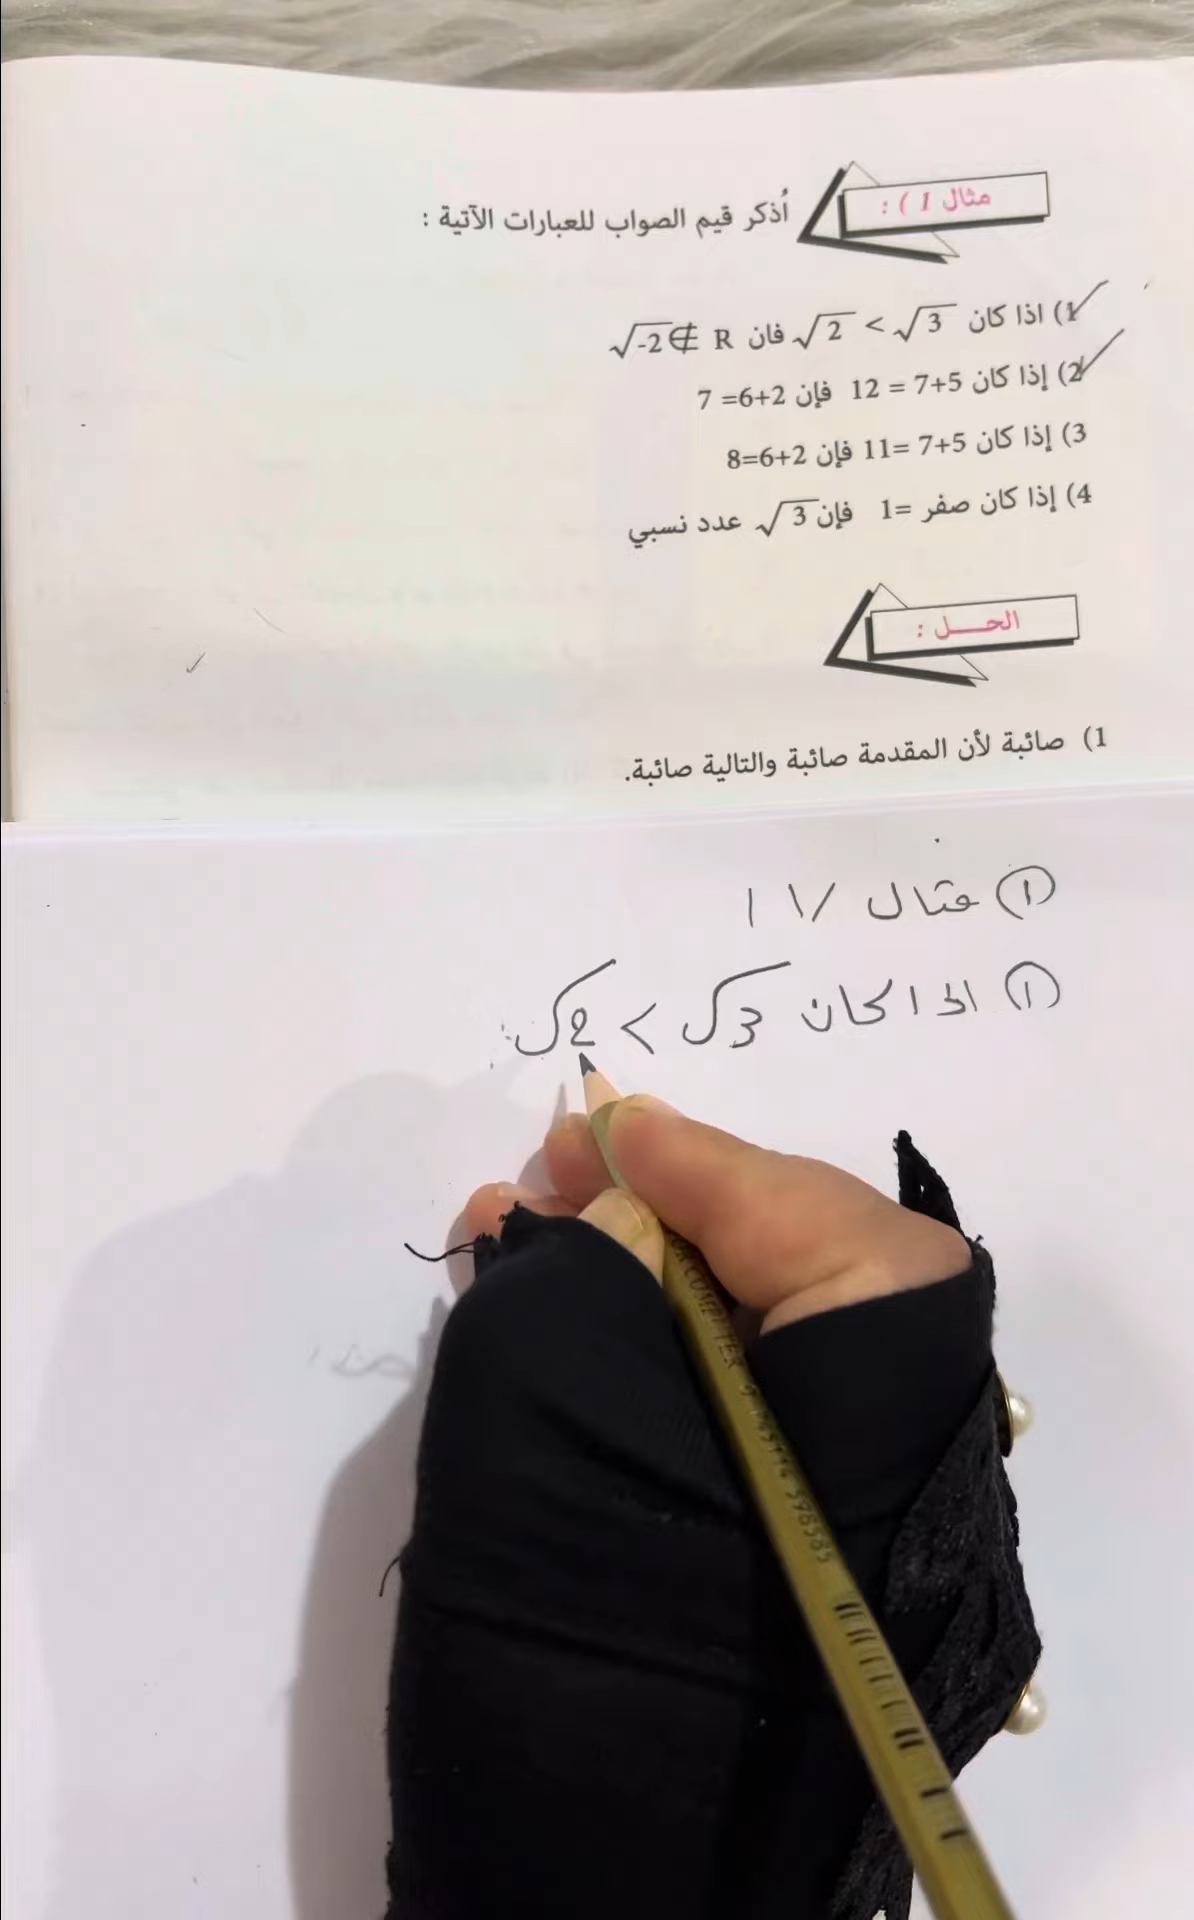 مثال 1 ) :
أُذكر قيم الصواب للعبارات الآتية :
1) اذا كان √2 < √3 فان √-2 ∉ R
2) إذا كان 7+5 = 12 فإن 6+2= 7
3) إذا كان 7+5 =11 فإن 6+2=8
4) إذا كان صفر =1 فإن √3 عدد نسبي
الحـــل :
1) صائبة لأن المقدمة صائبة والتالية صائبة.
① مثال / ١ ١
① اذا كان √3 > √2